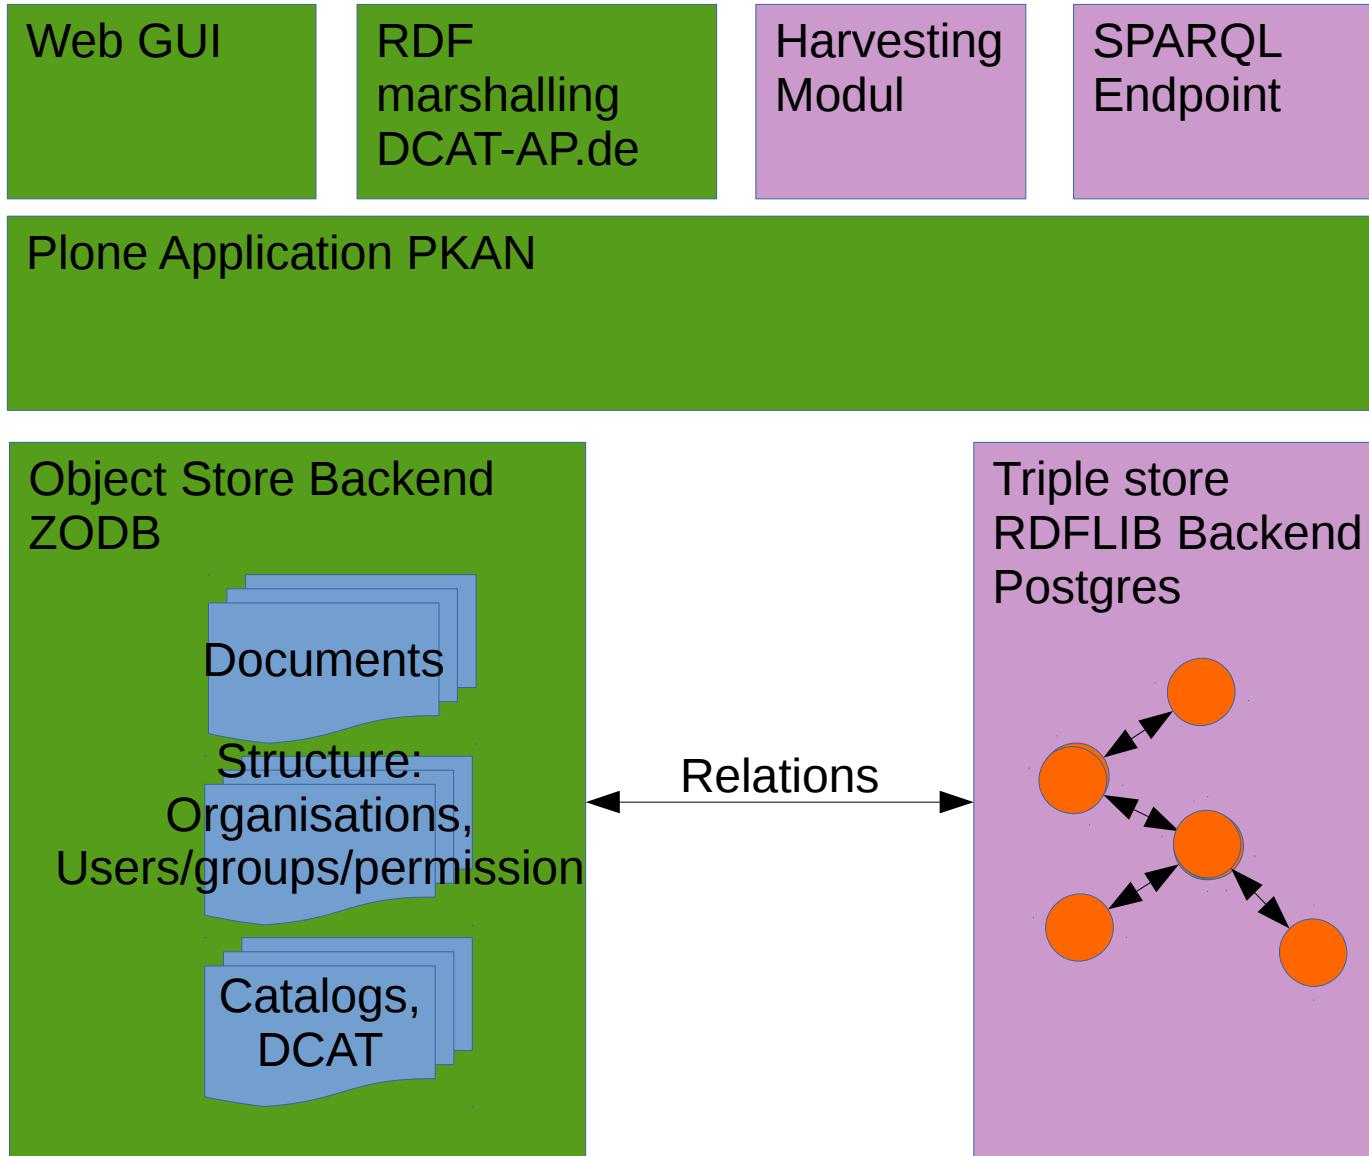 Web GUI
RDF
marshalling
DCAT-AP.de
Harvesting
Modul
SPARQL
Endpoint
Plone Application PKAN
Object Store Backend
ZODB
Documents
Structure:
Organisations,
Users/groups/permission
Catalogs,
DCAT
Relations
Triple store
RDFLIB Backend
Postgres